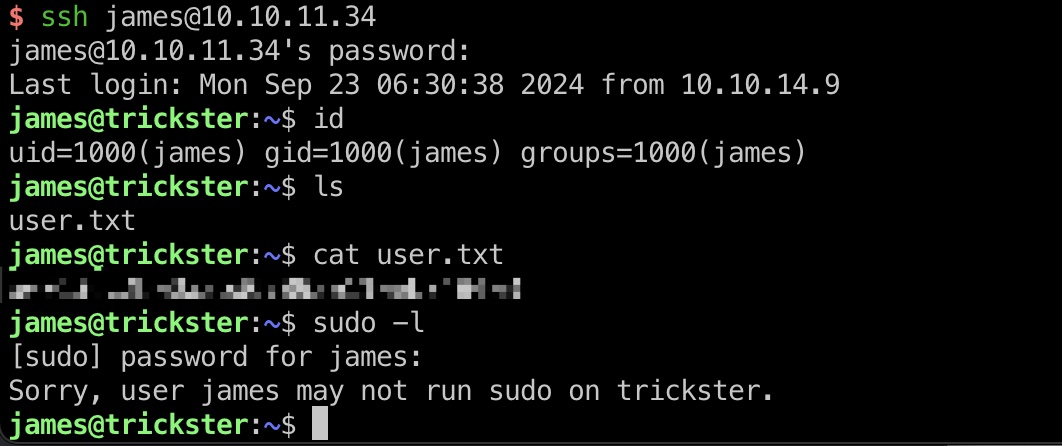 $ ssh james@10.10.11.34
james@10.10.11.34's password:
Last login: Mon Sep 23 06:30:38 2024 from 10.10.14.9
james@trickster:~$ id
uid=1000(james) gid=1000(james) groups=1000(james)
james@trickster:~$ ls
user.txt
james@trickster:~$ cat user.txt
james@trickster:~$ sudo -l
[sudo] password for james:
Sorry, user james may not run sudo on trickster.
james@trickster:~$